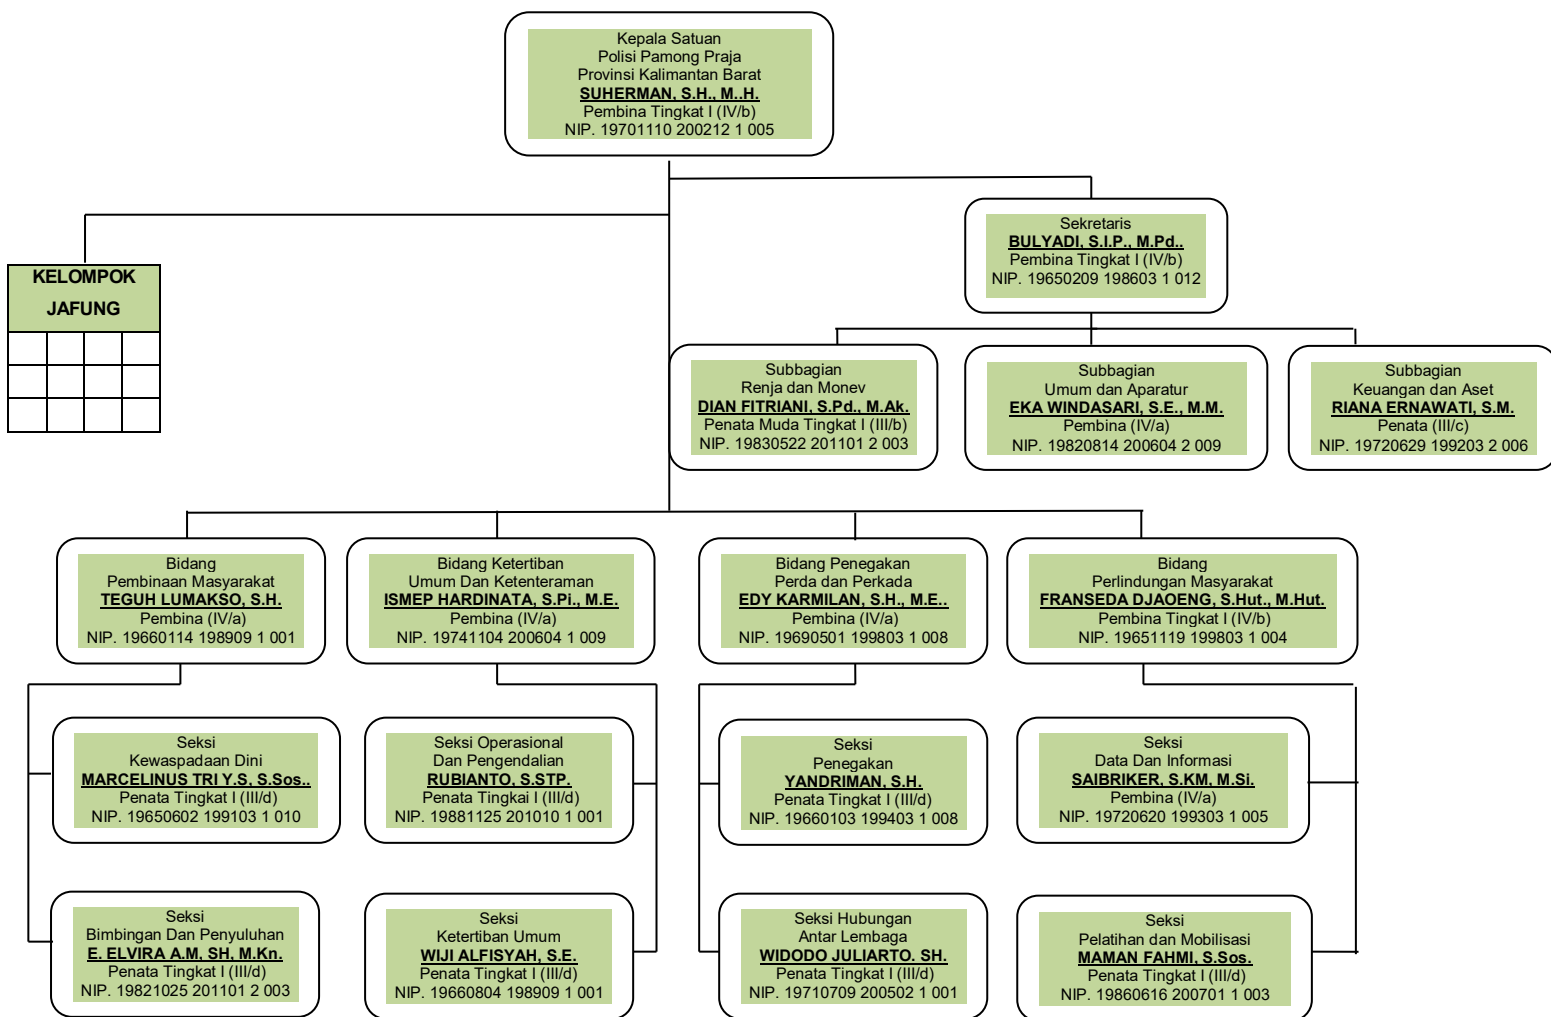 Kepala Satuan
Polisi Pamong Praja
Provinsi Kalimantan Barat
SUHERMAN, S.H., M..H.
Pembina Tingkat I (IV/b)
NIP. 19701110 200212 1 005
Sekretaris
BULYADI, S.I.P., M.Pd..
Pembina Tingkat I (IV/b)
NIP. 19650209 198603 1 012
KELOMPOK
JAFUNG
Subbagian
Renja dan Monev
DIAN FITRIANI, S.Pd., M.Ak.
Penata Muda Tingkat I (III/b)
NIP. 19830522 201101 2 003
Subbagian
Umum dan Aparatur
EKA WINDASARI, S.E., M.M.
Pembina (IV/a)
NIP. 19820814 200604 2 009
Subbagian
Keuangan dan Aset
RIANA ERNAWATI, S.M.
Penata (III/c)
NIP. 19720629 199203 2 006
Bidang
Pembinaan Masyarakat
TEGUH LUMAKSO, S.H.
Pembina (IV/a)
NIP. 19660114 198909 1 001
Bidang Ketertiban
Umum Dan Ketenteraman
ISMEP HARDINATA, S.Pi., M.E.
Pembina (IV/a)
NIP. 19741104 200604 1 009
Bidang Penegakan
Perda dan Perkada
EDY KARMILAN, S.H., M.E..
Pembina (IV/a)
NIP. 19690501 199803 1 008
Bidang
Perlindungan Masyarakat
FRANSEDA DJAOENG, S.Hut., M.Hut.
Pembina Tingkat I (IV/b)
NIP. 19651119 199803 1 004
Seksi
Kewaspadaan Dini
MARCELINUS TRI Y.S, S.Sos..
Penata Tingkat I (III/d)
NIP. 19650602 199103 1 010
Seksi Operasional
Dan Pengendalian
RUBIANTO, S.STP.
Penata Tingkai I (III/d)
NIP. 19881125 201010 1 001
Seksi
Penegakan
YANDRIMAN, S.H.
Penata Tingkat I (III/d)
NIP. 19660103 199403 1 008
Seksi
Data Dan Informasi
SAIBRIKER, S.KM, M.Si.
Pembina (IV/a)
NIP. 19720620 199303 1 005
Seksi
Bimbingan Dan Penyuluhan
E. ELVIRA A.M, SH, M.Kn.
Penata Tingkat I (III/d)
NIP. 19821025 201101 2 003
Seksi
Ketertiban Umum
WIJI ALFISYAH, S.E.
Penata Tingkat I (III/d)
NIP. 19660804 198909 1 001
Seksi Hubungan
Antar Lembaga
WIDODO JULIARTO. SH.
Penata Tingkat I (III/d)
NIP. 19710709 200502 1 001
Seksi
Pelatihan dan Mobilisasi
MAMAN FAHMI, S.Sos.
Penata Tingkat I (III/d)
NIP. 19860616 200701 1 003